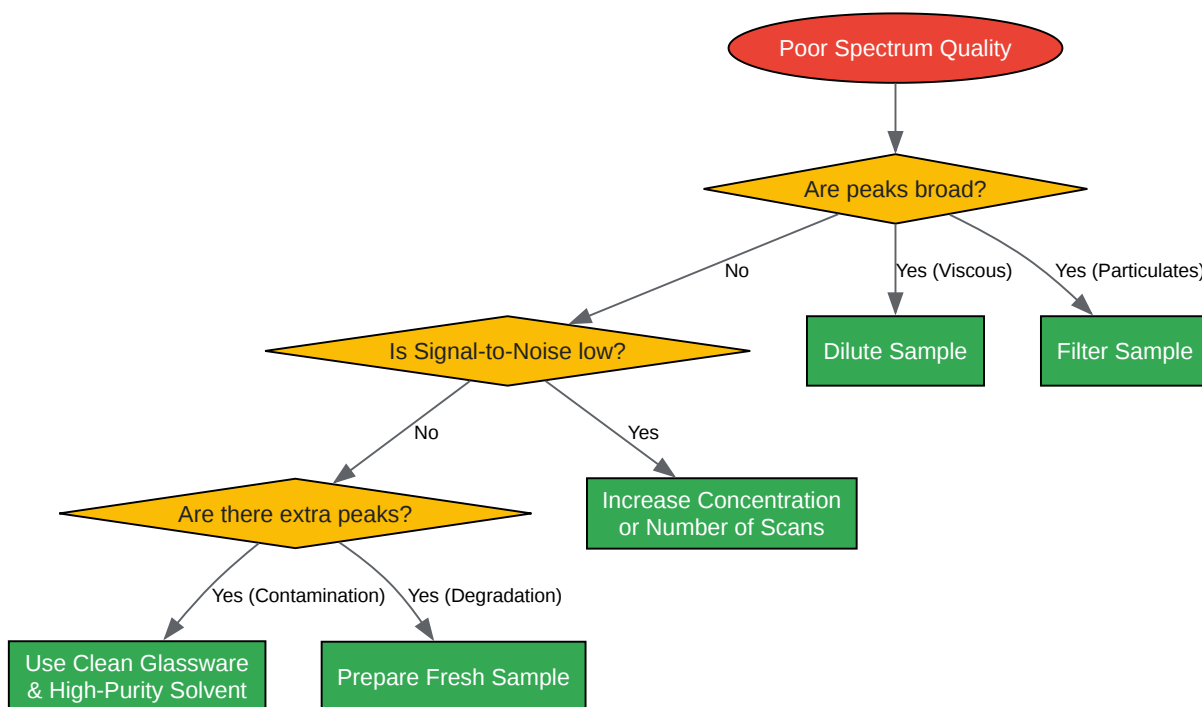 Poor Spectrum Quality
Are peaks broad?
No
Yes (Viscous)
Yes (Particulates)
Is Signal-to-Noise low?
Dilute Sample
Filter Sample
No
Yes
Are there extra peaks?
Increase Concentration
or Number of Scans
Yes (Contamination)
Yes (Degradation)
Use Clean Glassware
& High-Purity Solvent
Prepare Fresh Sample